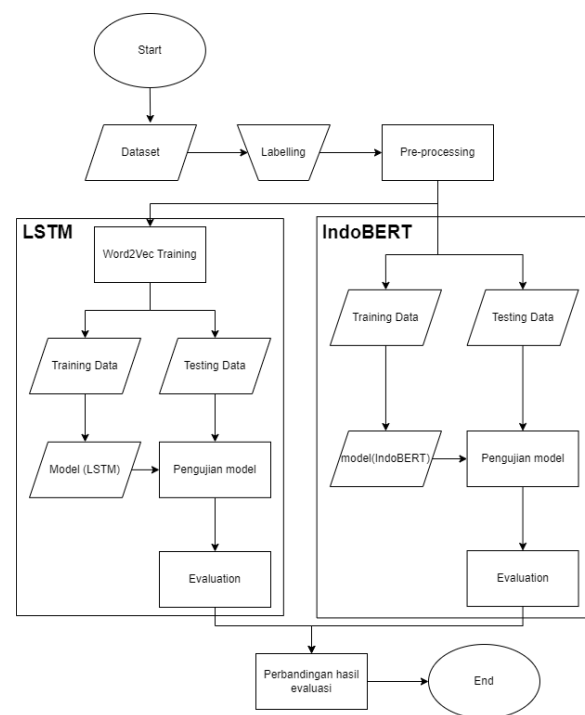 Start
Dataset
Labelling
Pre-processing
LSTM
Word2Vec Training
Training Data
Testing Data
Model (LSTM)
Pengujian model
Evaluation
IndoBERT
Training Data
Testing Data
model(IndoBERT)
Pengujian model
Evaluation
Perbandingan hasil
evaluasi
End